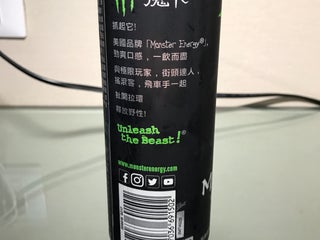 抓起它!
美國品牌「Monster Energy®」,
勁爽口感,一飲而盡
與極限玩家,街頭達人,
搖滾客,飛車手一起
扯開拉環
釋放野性!
Unleash
the Beast!®
www.monsterenergy.com